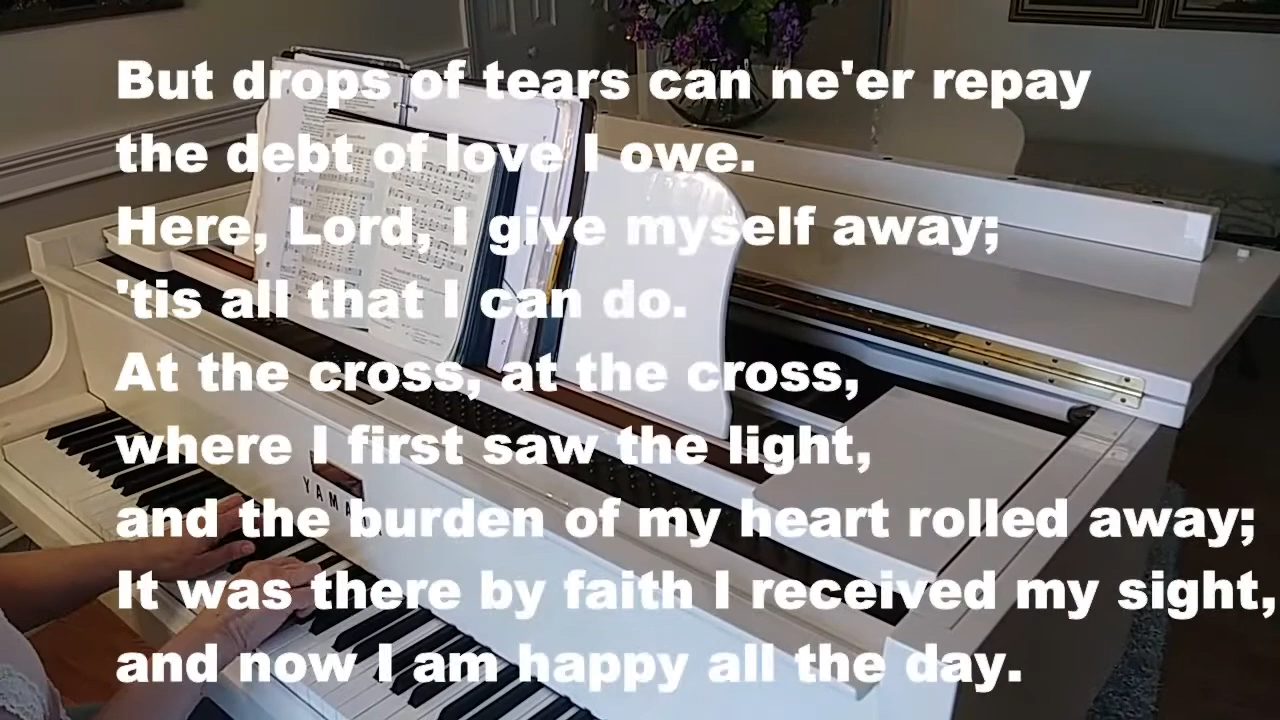 But drops of tears can ne'er repay
the debt of love I owe.
Here, Lord, I give myself away;
'tis all that I can do.
At the cross, at the cross,
where I first saw the light,
and the burden of my heart rolled away;
It was there by faith I received my sight,
and now I am happy all the day.